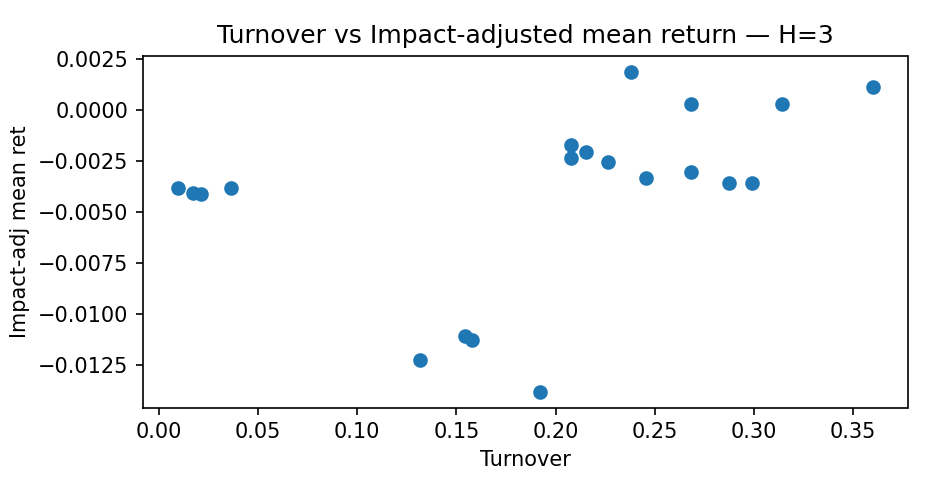 Turnover vs Impact-adjusted mean return — H=3
Impact-adj mean ret
0.0025
0.0000
−0.0025
−0.0050
−0.0075
−0.0100
−0.0125
0.00 0.05 0.10 0.15 0.20 0.25 0.30 0.35
Turnover